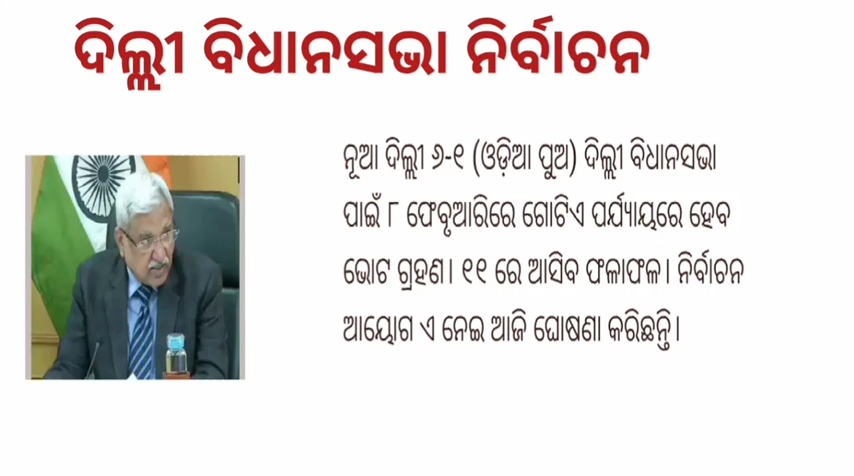 ଦିଲ୍ଲୀ ବିଧାନସଭା ନିର୍ବାଚନ
ନୂଆ ଦିଲ୍ଲୀ ୬-୧ (ଓଡ଼ିଆ ପୁଅ) ଦିଲ୍ଲୀ ବିଧାନସଭା
ପାଇଁ ୮ ଫେବୃଆରିରେ ଗୋଟିଏ ପର୍ଯ୍ୟାୟରେ ହେବ
ଭୋଟ ଗ୍ରହଣ। ୧୧ ରେ ଆସିବ ଫଳାଫଳ। ନିର୍ବାଚନ
ଆୟୋଗ ଏ ନେଇ ଆଜି ଘୋଷଣା କରିଛନ୍ତି।